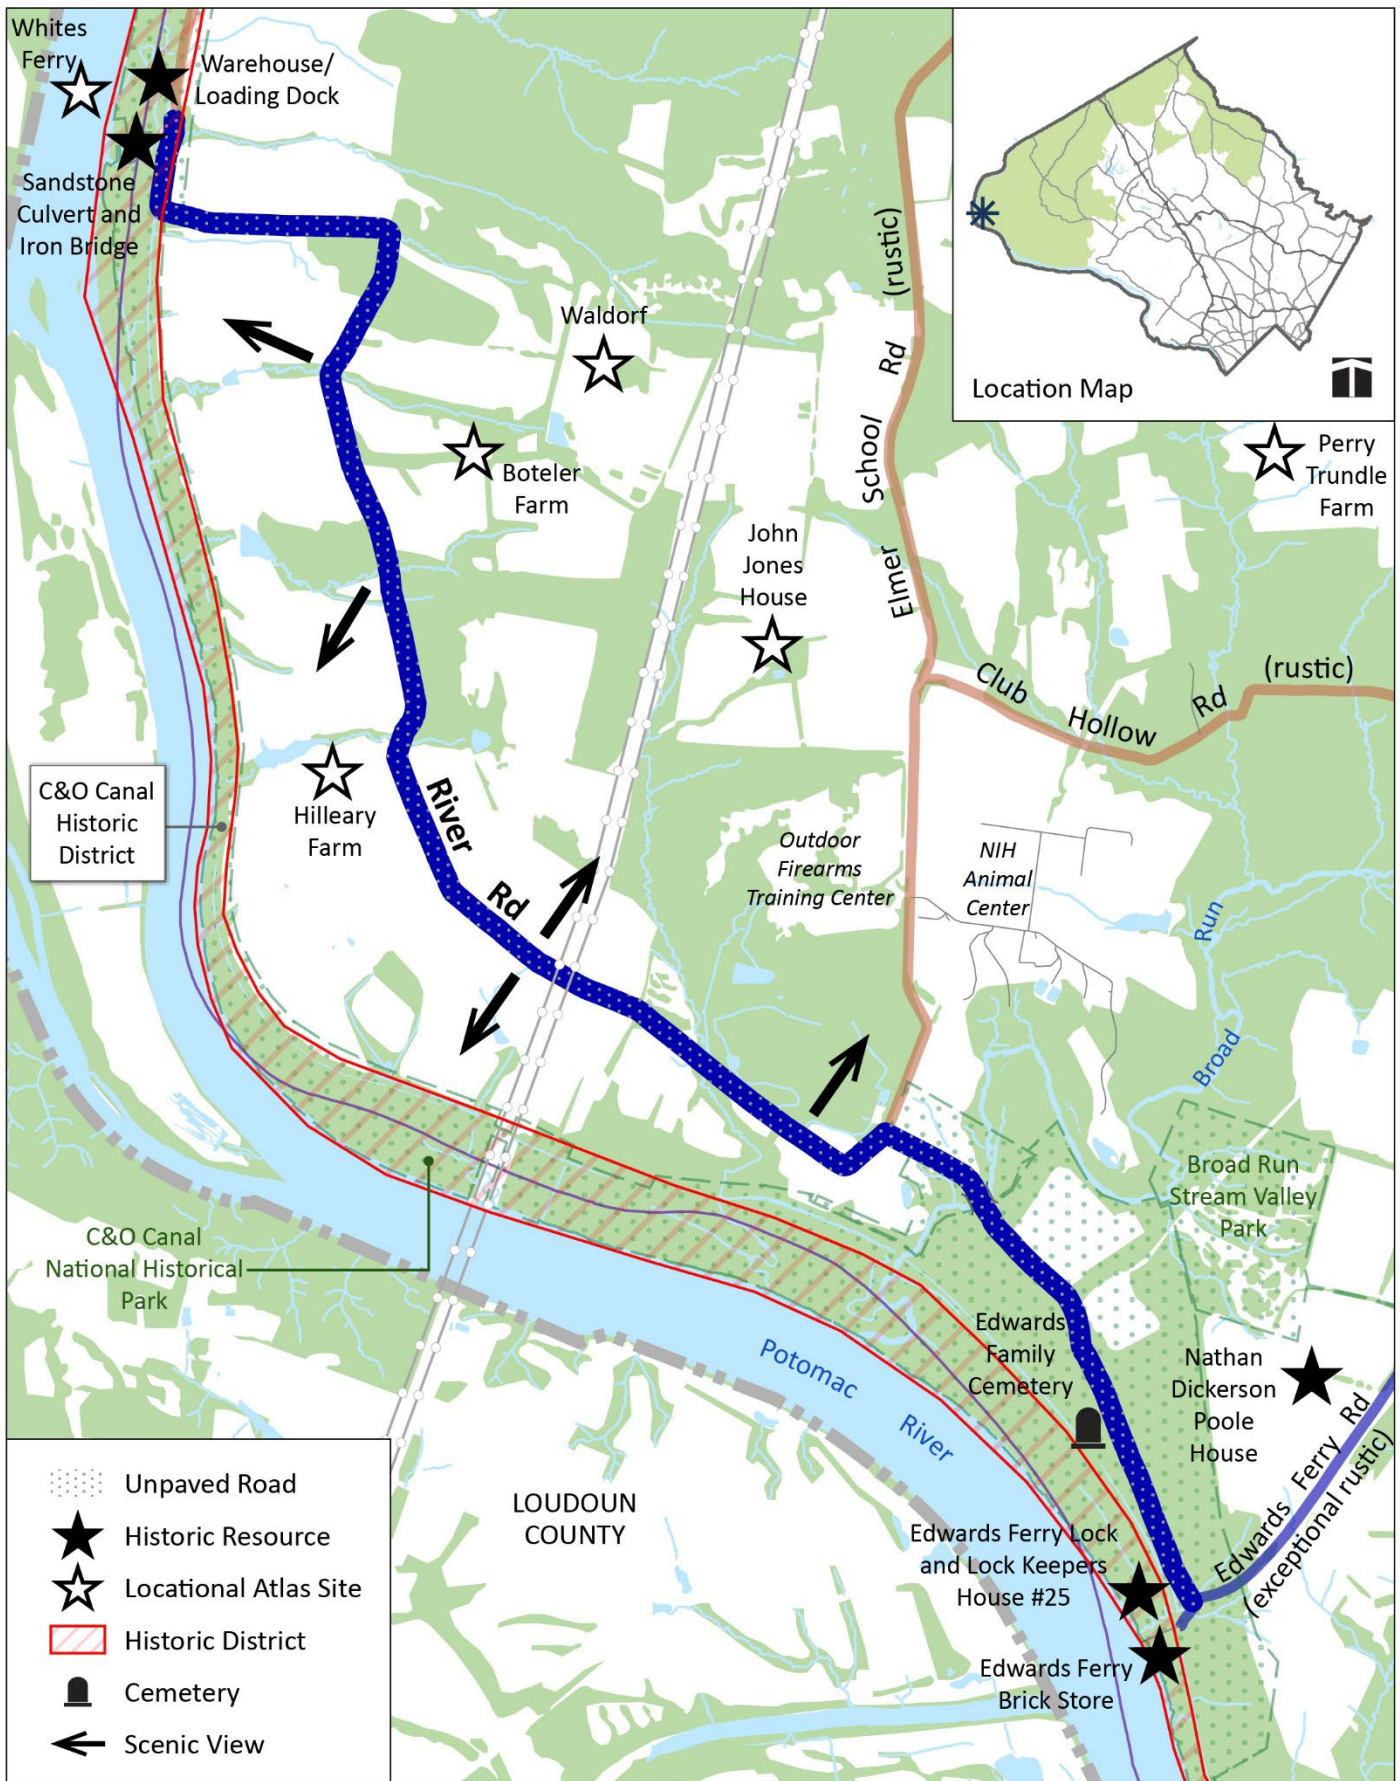 Whites
Ferry
Warehouse/
Loading Dock
Sandstone
Culvert and
Iron Bridge
Waldorf
Boteler
Farm
John
Jones
House
Elmer School Rd (rustic)
Location Map
Perry
Trundle
Farm
Club Hollow Rd (rustic)
C&O Canal
Historic
District
Hilleary
Farm
River Rd
Outdoor
Firearms
Training Center
NIH
Animal
Center
Broad Run
Broad Run
Stream Valley
Park
C&O Canal
National Historical
Park
Potomac River
Edwards
Family
Cemetery
Nathan
Dickerson
Poole
House
Edwards Ferry Rd
(exceptional rustic)
LOUDOUN
COUNTY
Edwards Ferry Lock
and Lock Keepers
House #25
Edwards Ferry
Brick Store
Unpaved Road
Historic Resource
Locational Atlas Site
Historic District
Cemetery
Scenic View